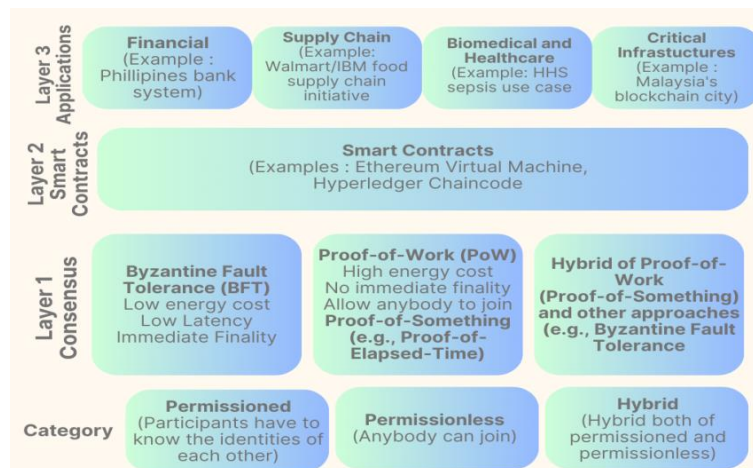 Layer 3
Applications
Financial
(Example :
Phillipines bank
system)
Supply Chain
(Example:
Walmart/IBM food
supply chain
initiative
Biomedical and
Healthcare
(Example: HHS
sepsis use case
Critical
Infrastuctures
(Example :
Malaysia's
blockchain city)
Layer 2
Smart
Contracts
Smart Contracts
(Examples : Ethereum Virtual Machine,
Hyperledger Chaincode
Layer 1
Consensus
Byzantine Fault
Tolerance (BFT)
Low energy cost
Low Latency
Immediate Finality
Proof-of-Work (PoW)
High energy cost
No immediate finality
Allow anybody to join
Proof-of-Something
(e.g., Proof-of-
Elapsed-Time)
Hybrid of Proof-of-
Work
(Proof-of-Something)
and other approaches
(e.g., Byzantine Fault
Tolerance
Category
Permissioned
(Participants have to
know the identities of
each other)
Permissionless
(Anybody can join)
Hybrid
(Hybrid both of
permissioned and
permissionless)